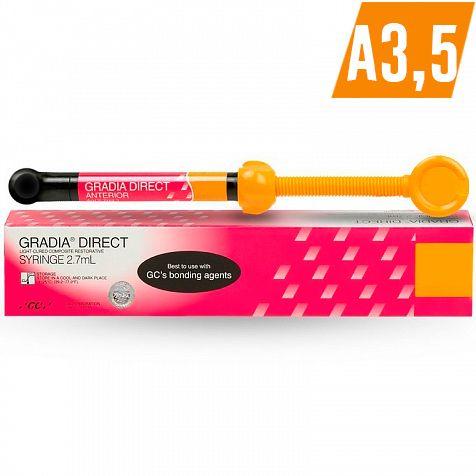 A3,5
GRADIA DIRECT
ANTERIOR
GRADIA® DIRECT
LIGHT-CURED COMPOSITE RESTORATIVE
SYRINGE 2.7mL
STORAGE
STORE IN A COOL AND DARK PLACE
Best to use with
GC's bonding agents
GC